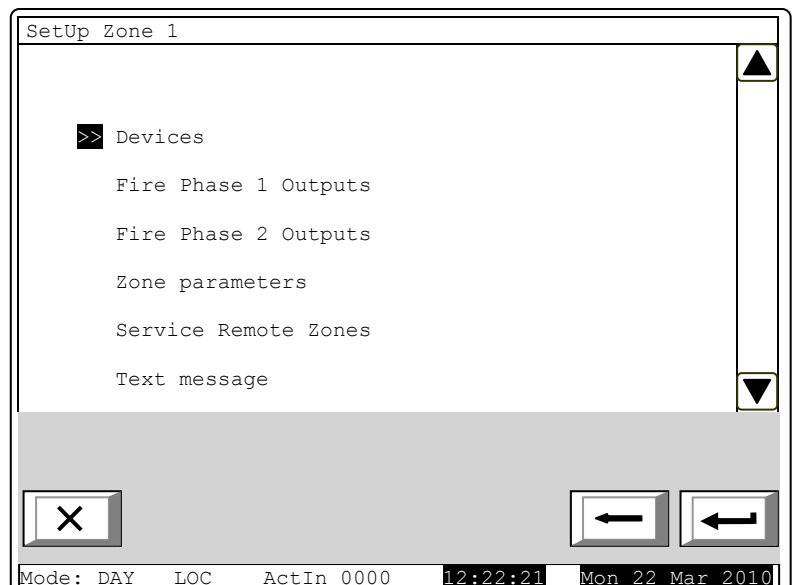 SetUp Zone 1
>> Devices
Fire Phase 1 Outputs
Fire Phase 2 Outputs
Zone parameters
Service Remote Zones
Text message
Mode: DAY LOC ActIn 0000 12:22:21 Mon 22 Mar 2010